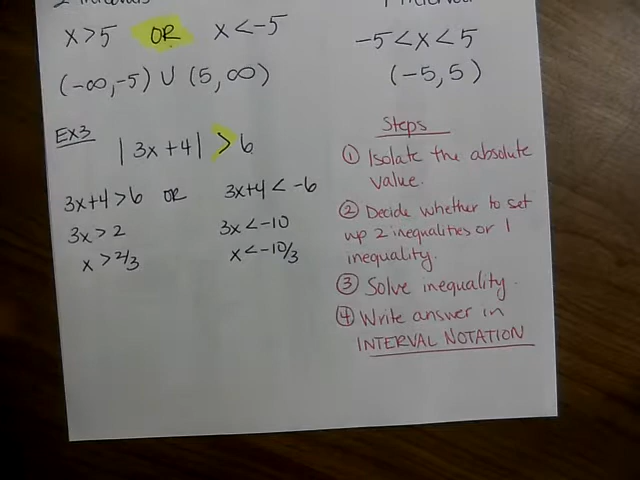 x>5 OR x<-5
(-∞,-5) ∪ (5,∞)
-5<x<5
(-5,5)
EX3
|3x+4| > 6
3x+4>6 OR 3x+4<-6
3x>2 3x<-10
x>2/3 x<-10/3
Steps
① Isolate the absolute
value.
② Decide whether to set
up 2 inequalities or 1
inequality.
③ Solve inequality.
④ Write answer in
INTERVAL NOTATION